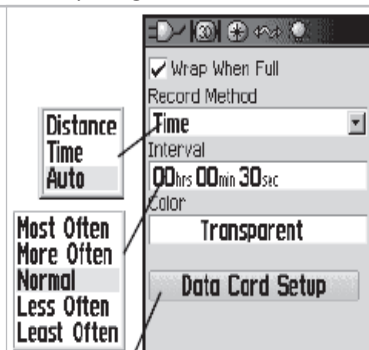 Wrap When Full
Record Method
Time
Interval
00hrs 00min 30sec
Color
Transparent
Data Card Setup
Distance
Time
Auto
Most Often
More Often
Normal
Less Often
Least Often